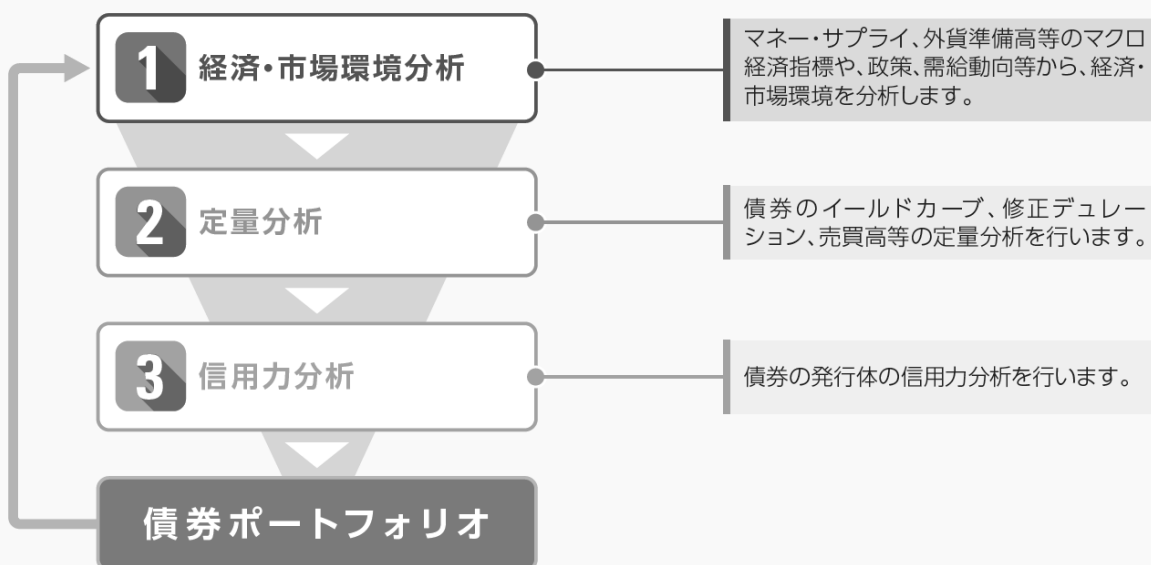 1 経済・市場環境分析
マネー・サプライ、外貨準備高等のマクロ
経済指標や、政策、需給動向等から、経済・
市場環境を分析します。
2 定量分析
債券のイールドカーブ、修正デュレー
ション、売買高等の定量分析を行います。
3 信用力分析
債券の発行体の信用力分析を行います。
債券ポートフォリオ